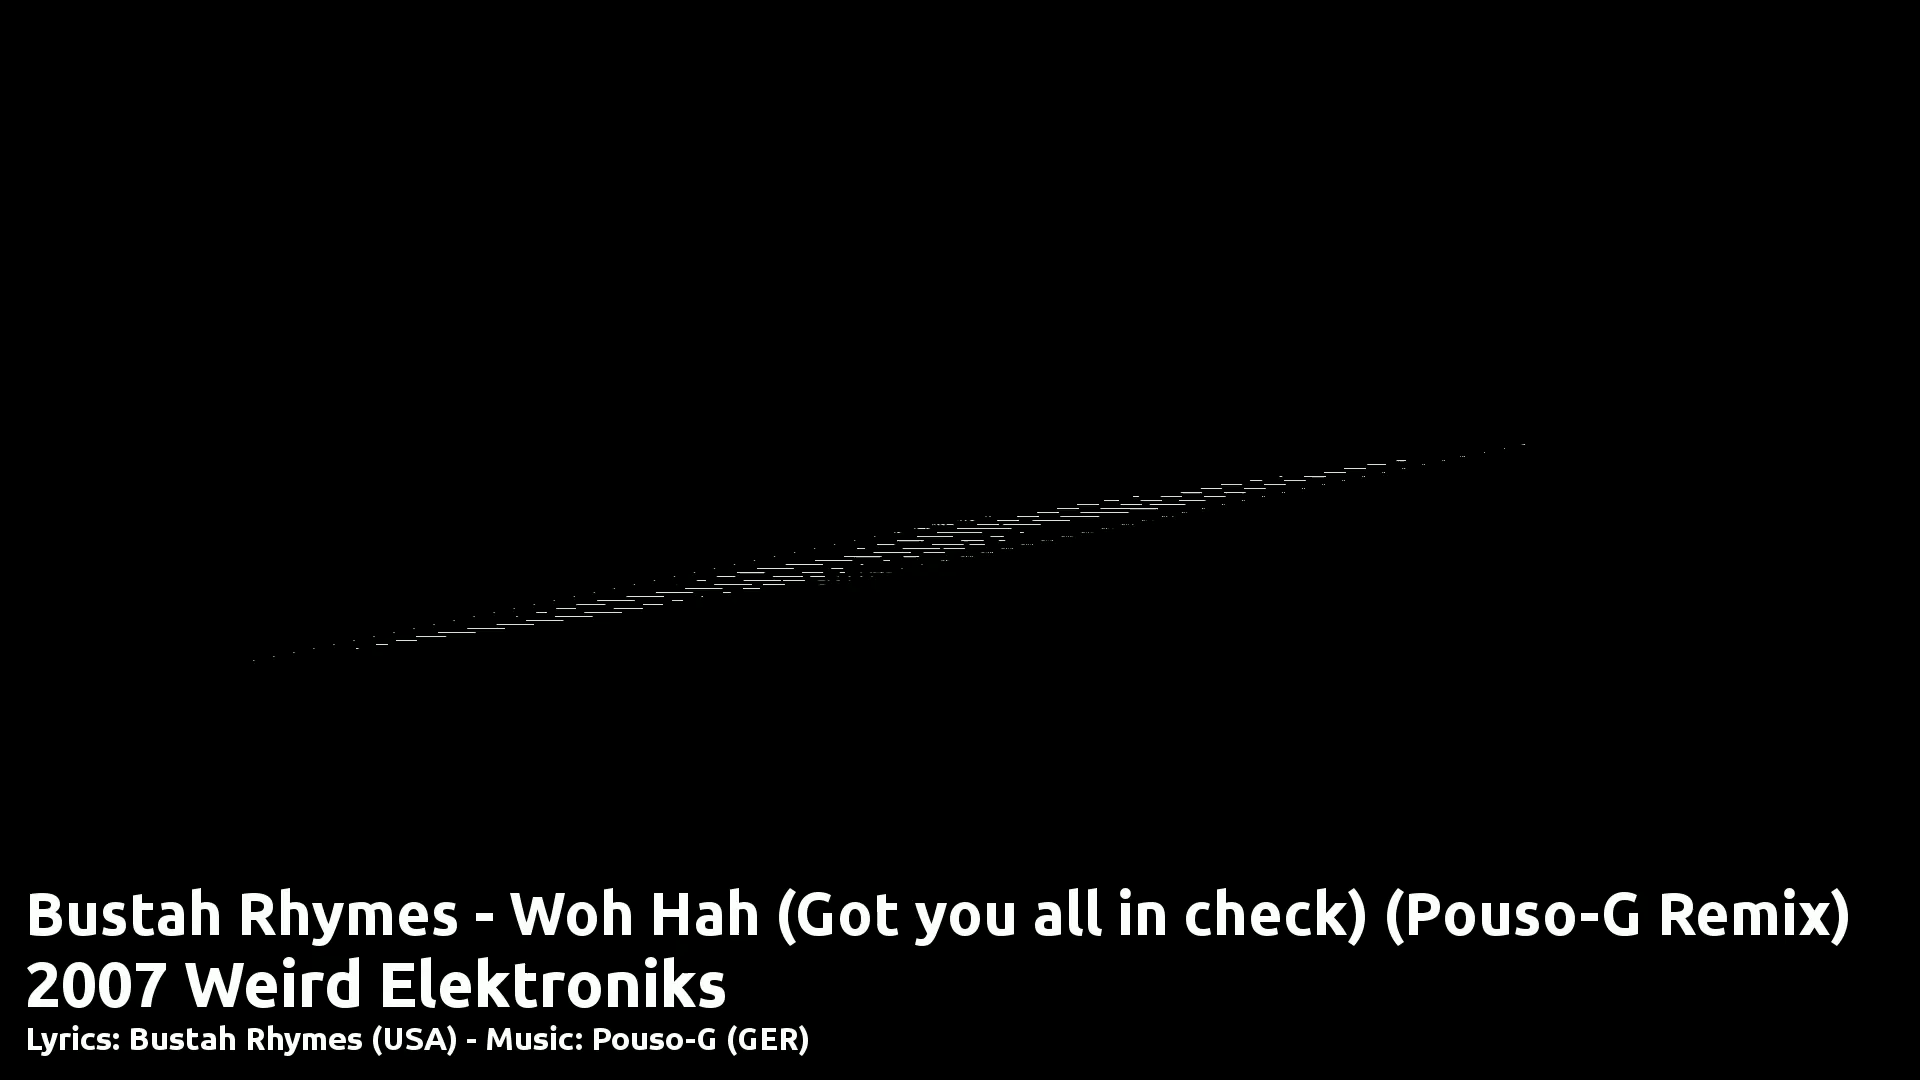 Bustah Rhymes - Woh Hah (Got you all in check) (Pouso-G Remix)
2007 Weird Elektroniks
Lyrics: Bustah Rhymes (USA) - Music: Pouso-G (GER)